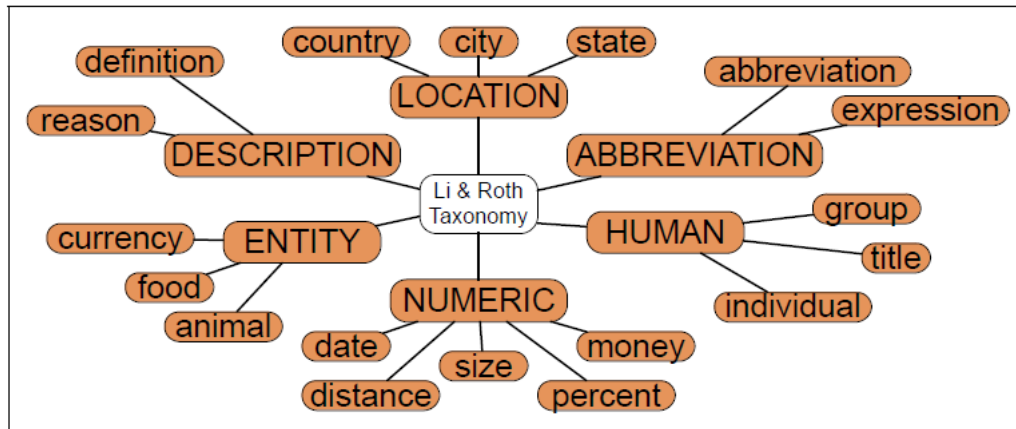 country
city
state
definition
abbreviation
LOCATION
expression
reason
DESCRIPTION
ABBREVIATION
Li & Roth
Taxonomy
group
currency
ENTITY
HUMAN
title
food
NUMERIC
individual
animal
date
size
money
distance
percent